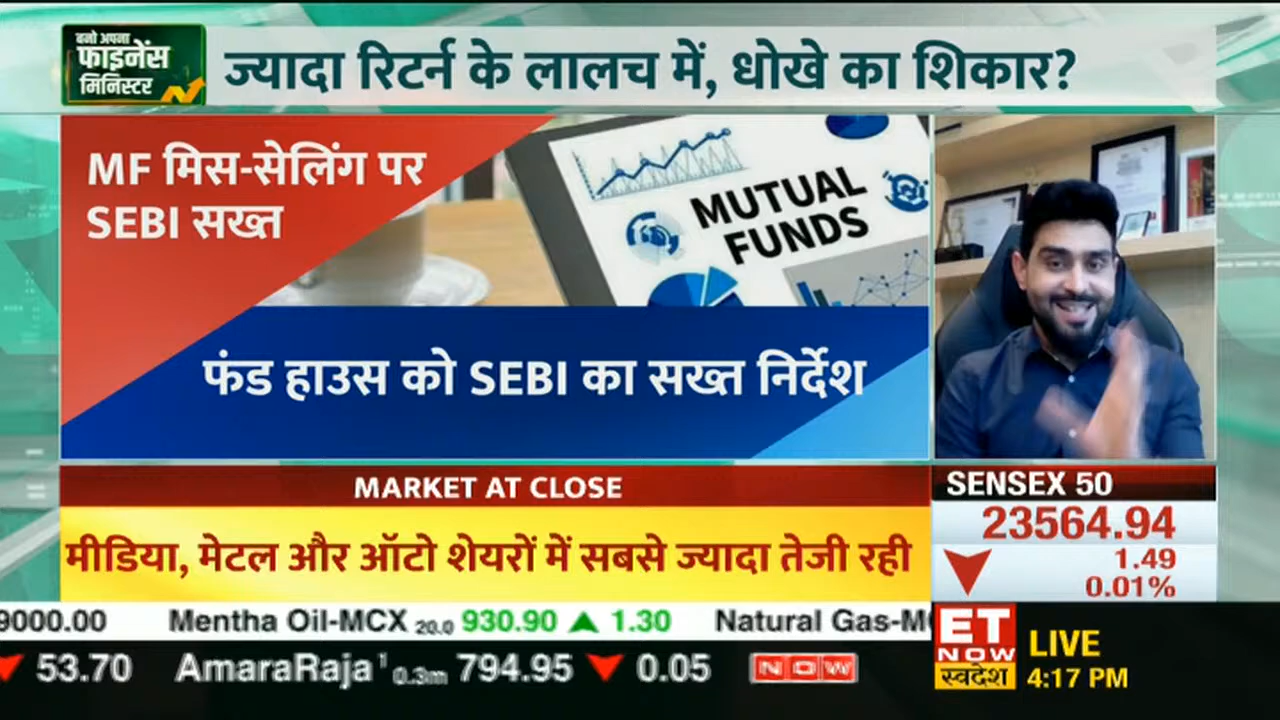 बनो अपना
फाइनेंस
मिनिस्टर
ज्यादा रिटर्न के लालच में, धोखे का शिकार?
MF मिस-सेलिंग पर
SEBI सख्त
MUTUAL
FUNDS
फंड हाउस को SEBI का सख्त निर्देश
MARKET AT CLOSE
मीडिया, मेटल और ऑटो शेयरों में सबसे ज्यादा तेजी रही
SENSEX 50
23564.94
1.49
0.01%
9000.00 Mentha Oil-MCX 20.0 930.90 1.30 Natural Gas-M
53.70 AmaraRaja 1 0.3m 794.95 0.05 NOW
ET
NOW
स्वदेश
LIVE
4:17 PM